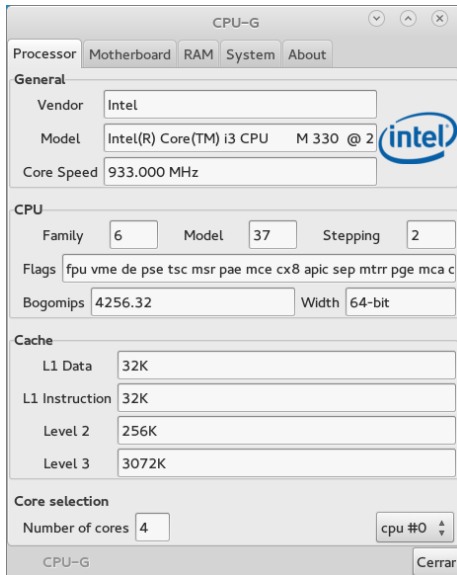 CPU-G
Processor Motherboard RAM System About
General
Vendor Intel
Model Intel(R) Core(TM) i3 CPU M 330 @ 2
intel
Core Speed 933.000 MHz
CPU
Family 6 Model 37 Stepping 2
Flags fpu vme de pse tsc msr pae mce cx8 apic sep mtrr pge mca c
Bogomips 4256.32 Width 64-bit
Cache
L1 Data 32K
L1 Instruction 32K
Level 2 256K
Level 3 3072K
Core selection
Number of cores 4 cpu #0
CPU-G Cerrar